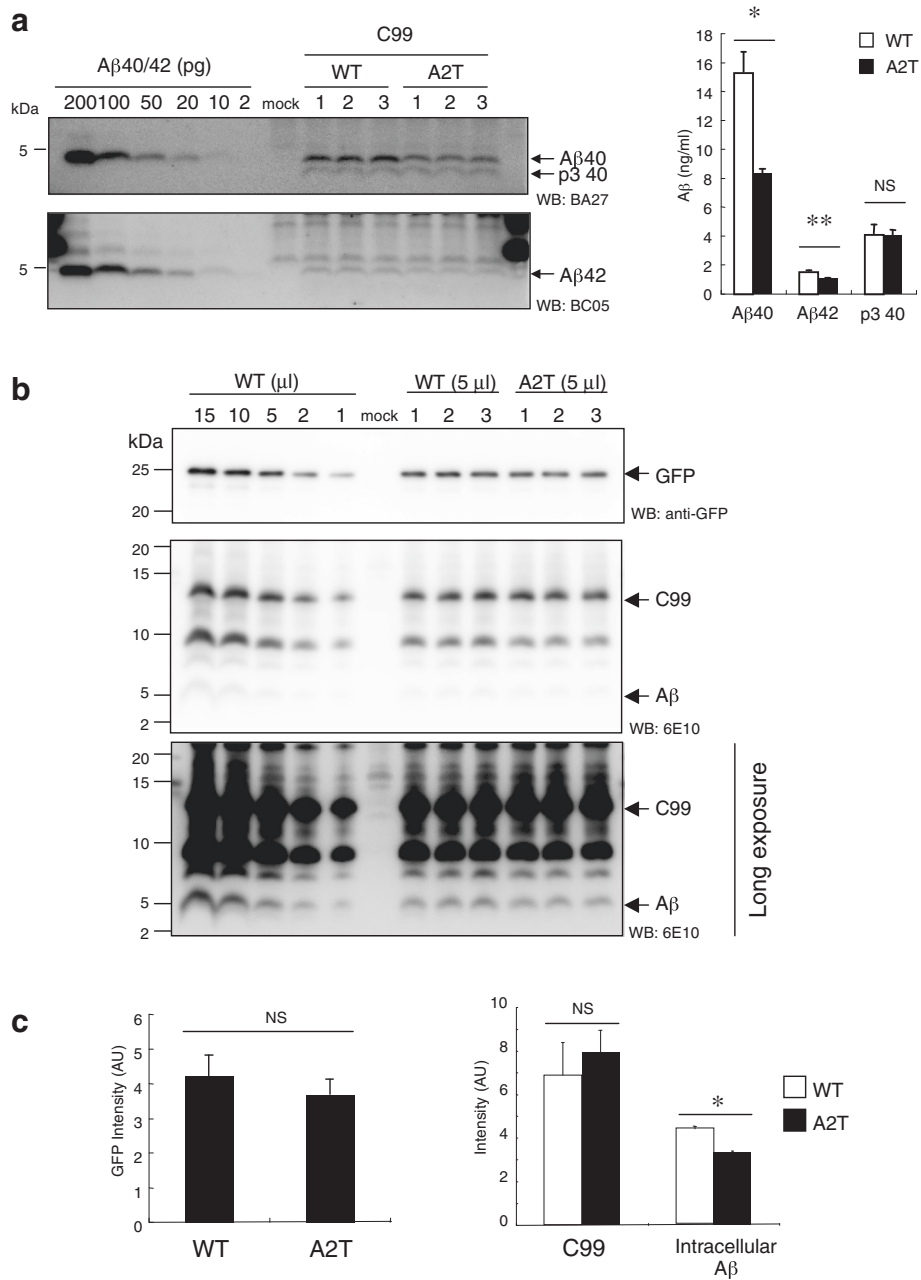 a
C99
Aβ40/42 (pg)
WT A2T
kDa 200 100 50 20 10 2 mock 1 2 3 1 2 3
5
Aβ40
p3 40
WB: BA27
5
Aβ42
WB: BC05
Aβ (ng/ml)
18
16
14
12
10
8
6
4
2
0
*
**
NS
WT
A2T
Aβ40 Aβ42 p3 40
b
WT (μl) WT (5 μl) A2T (5 μl)
15 10 5 2 1 mock 1 2 3 1 2 3
kDa
25
20
GFP
WB: anti-GFP
20
15
10
5
2
C99
Aβ
WB: 6E10
20
15
10
5
2
C99
Aβ
WB: 6E10
Long exposure
c
GFP Intensity (AU)
6
5
4
3
2
1
0
NS
WT A2T
Intensity (AU)
10
8
6
4
2
0
NS
*
WT
A2T
C99 Intracellular
Aβ